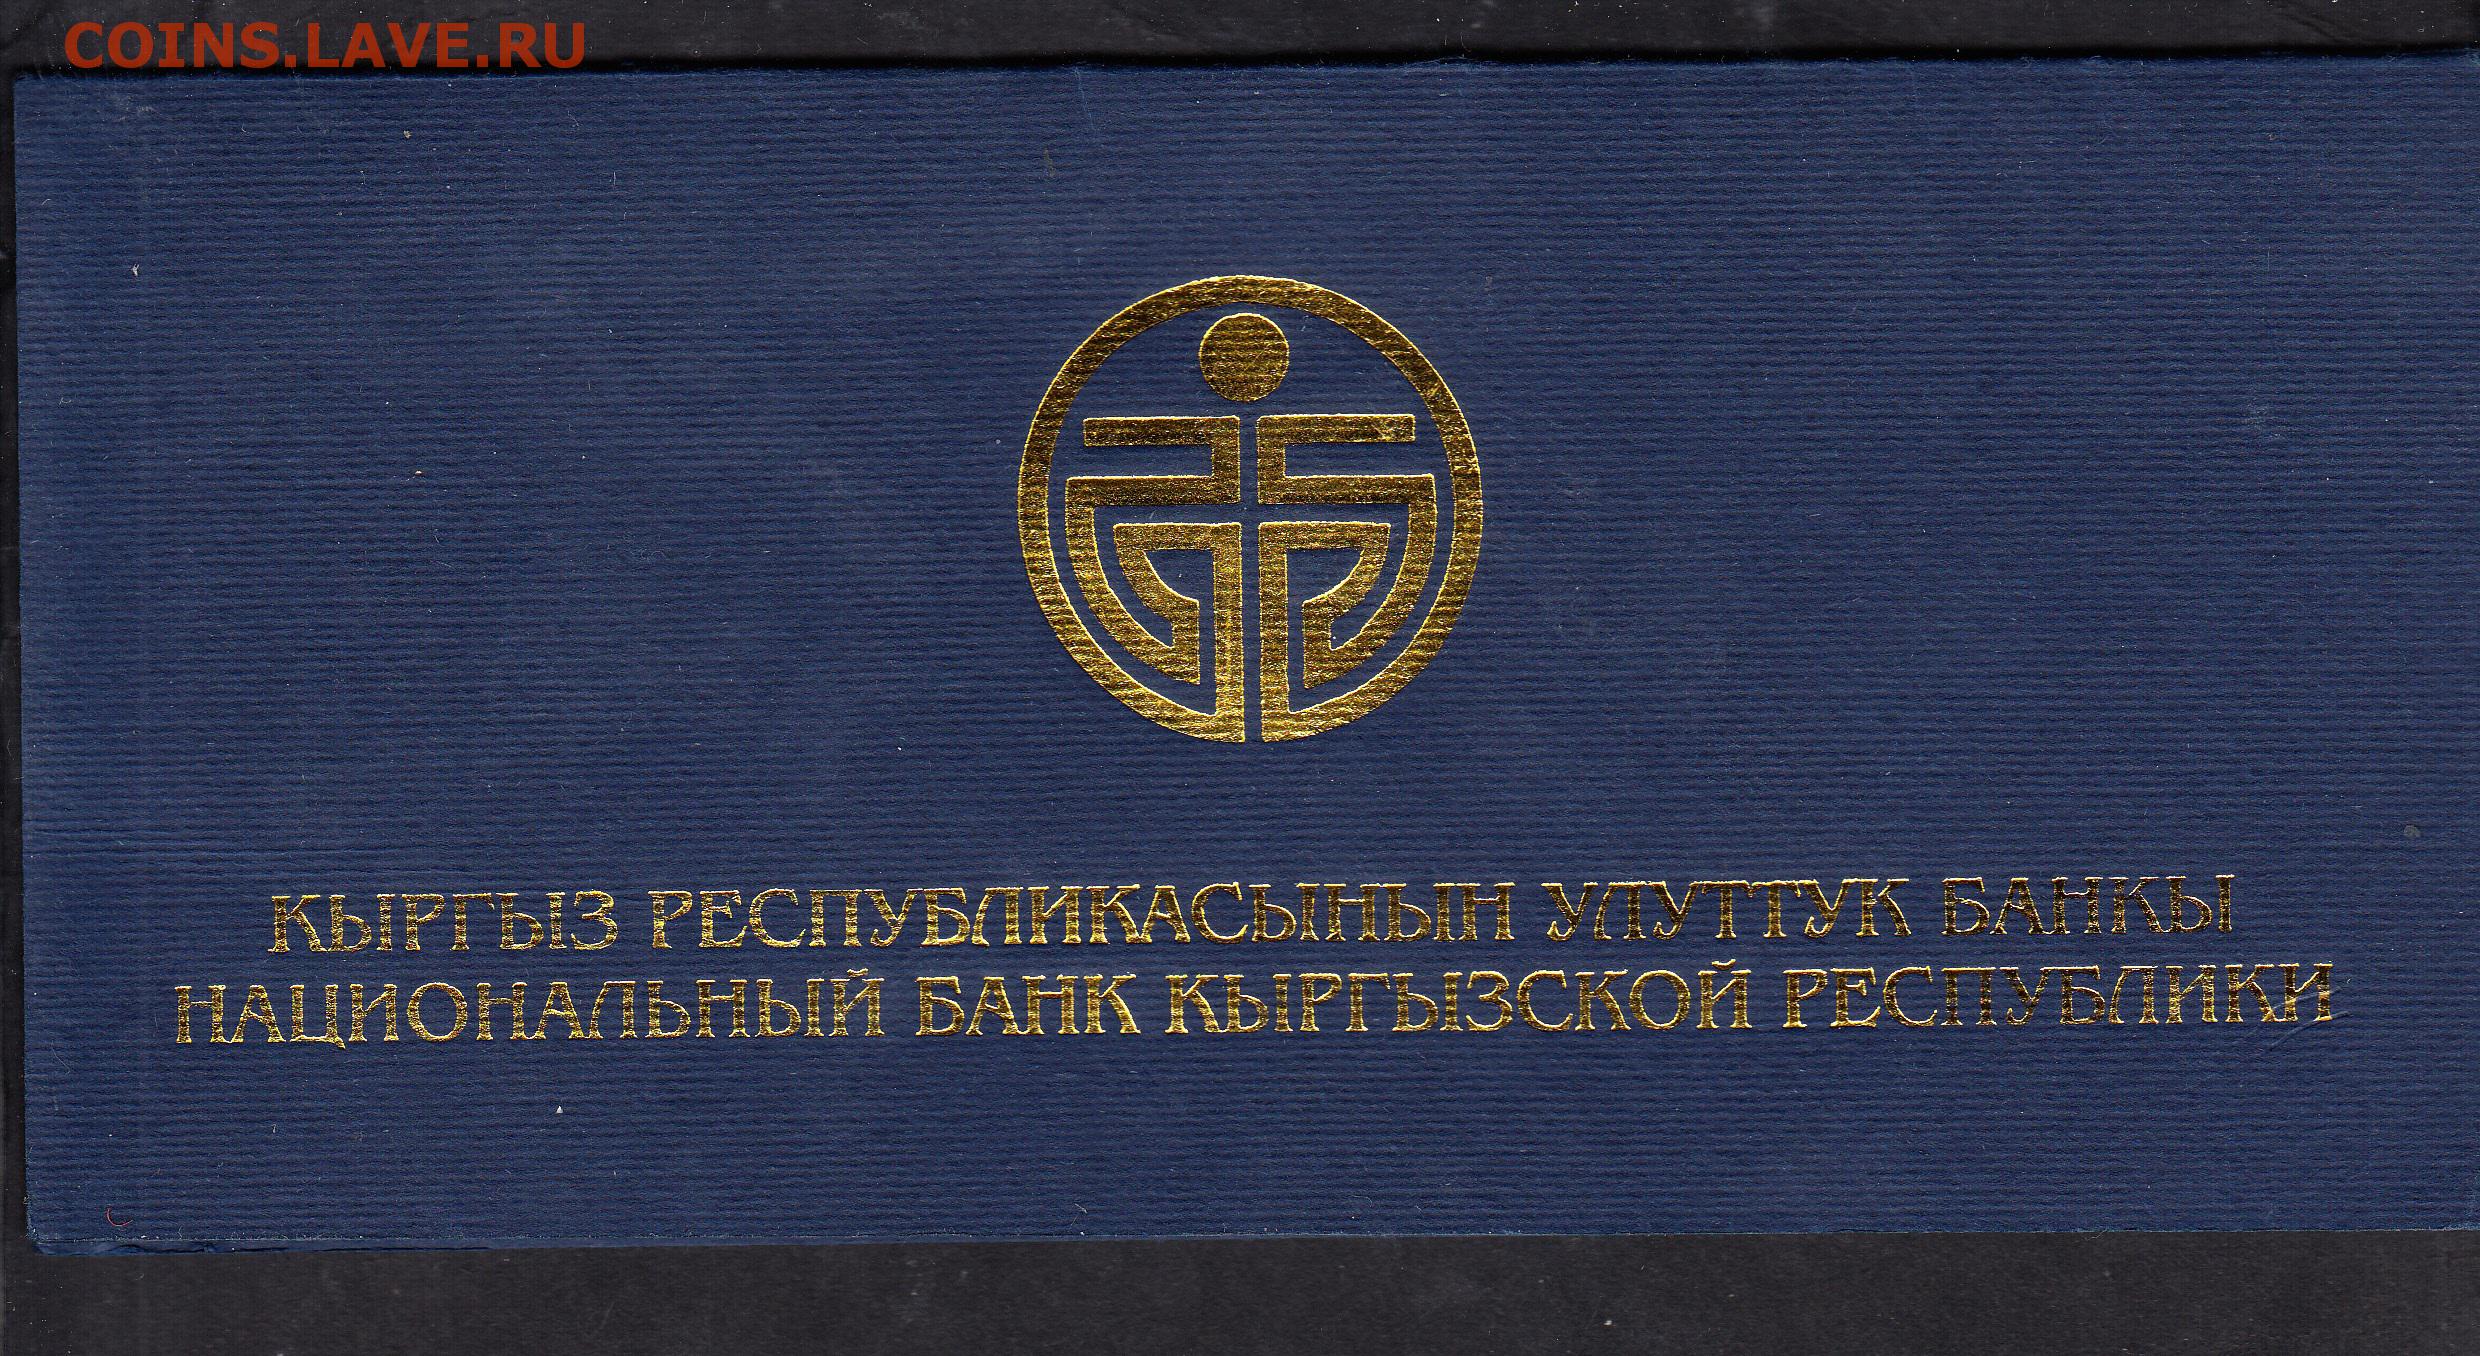 COINS.LAVE.RU
КЫРГЫЗ РЕСПУБЛИКАСЫНЫН УЛУТТУК БАНКЫ
НАЦИОНАЛЬНЫЙ БАНК КЫРГЫЗСКОЙ РЕСПУБЛИКИ